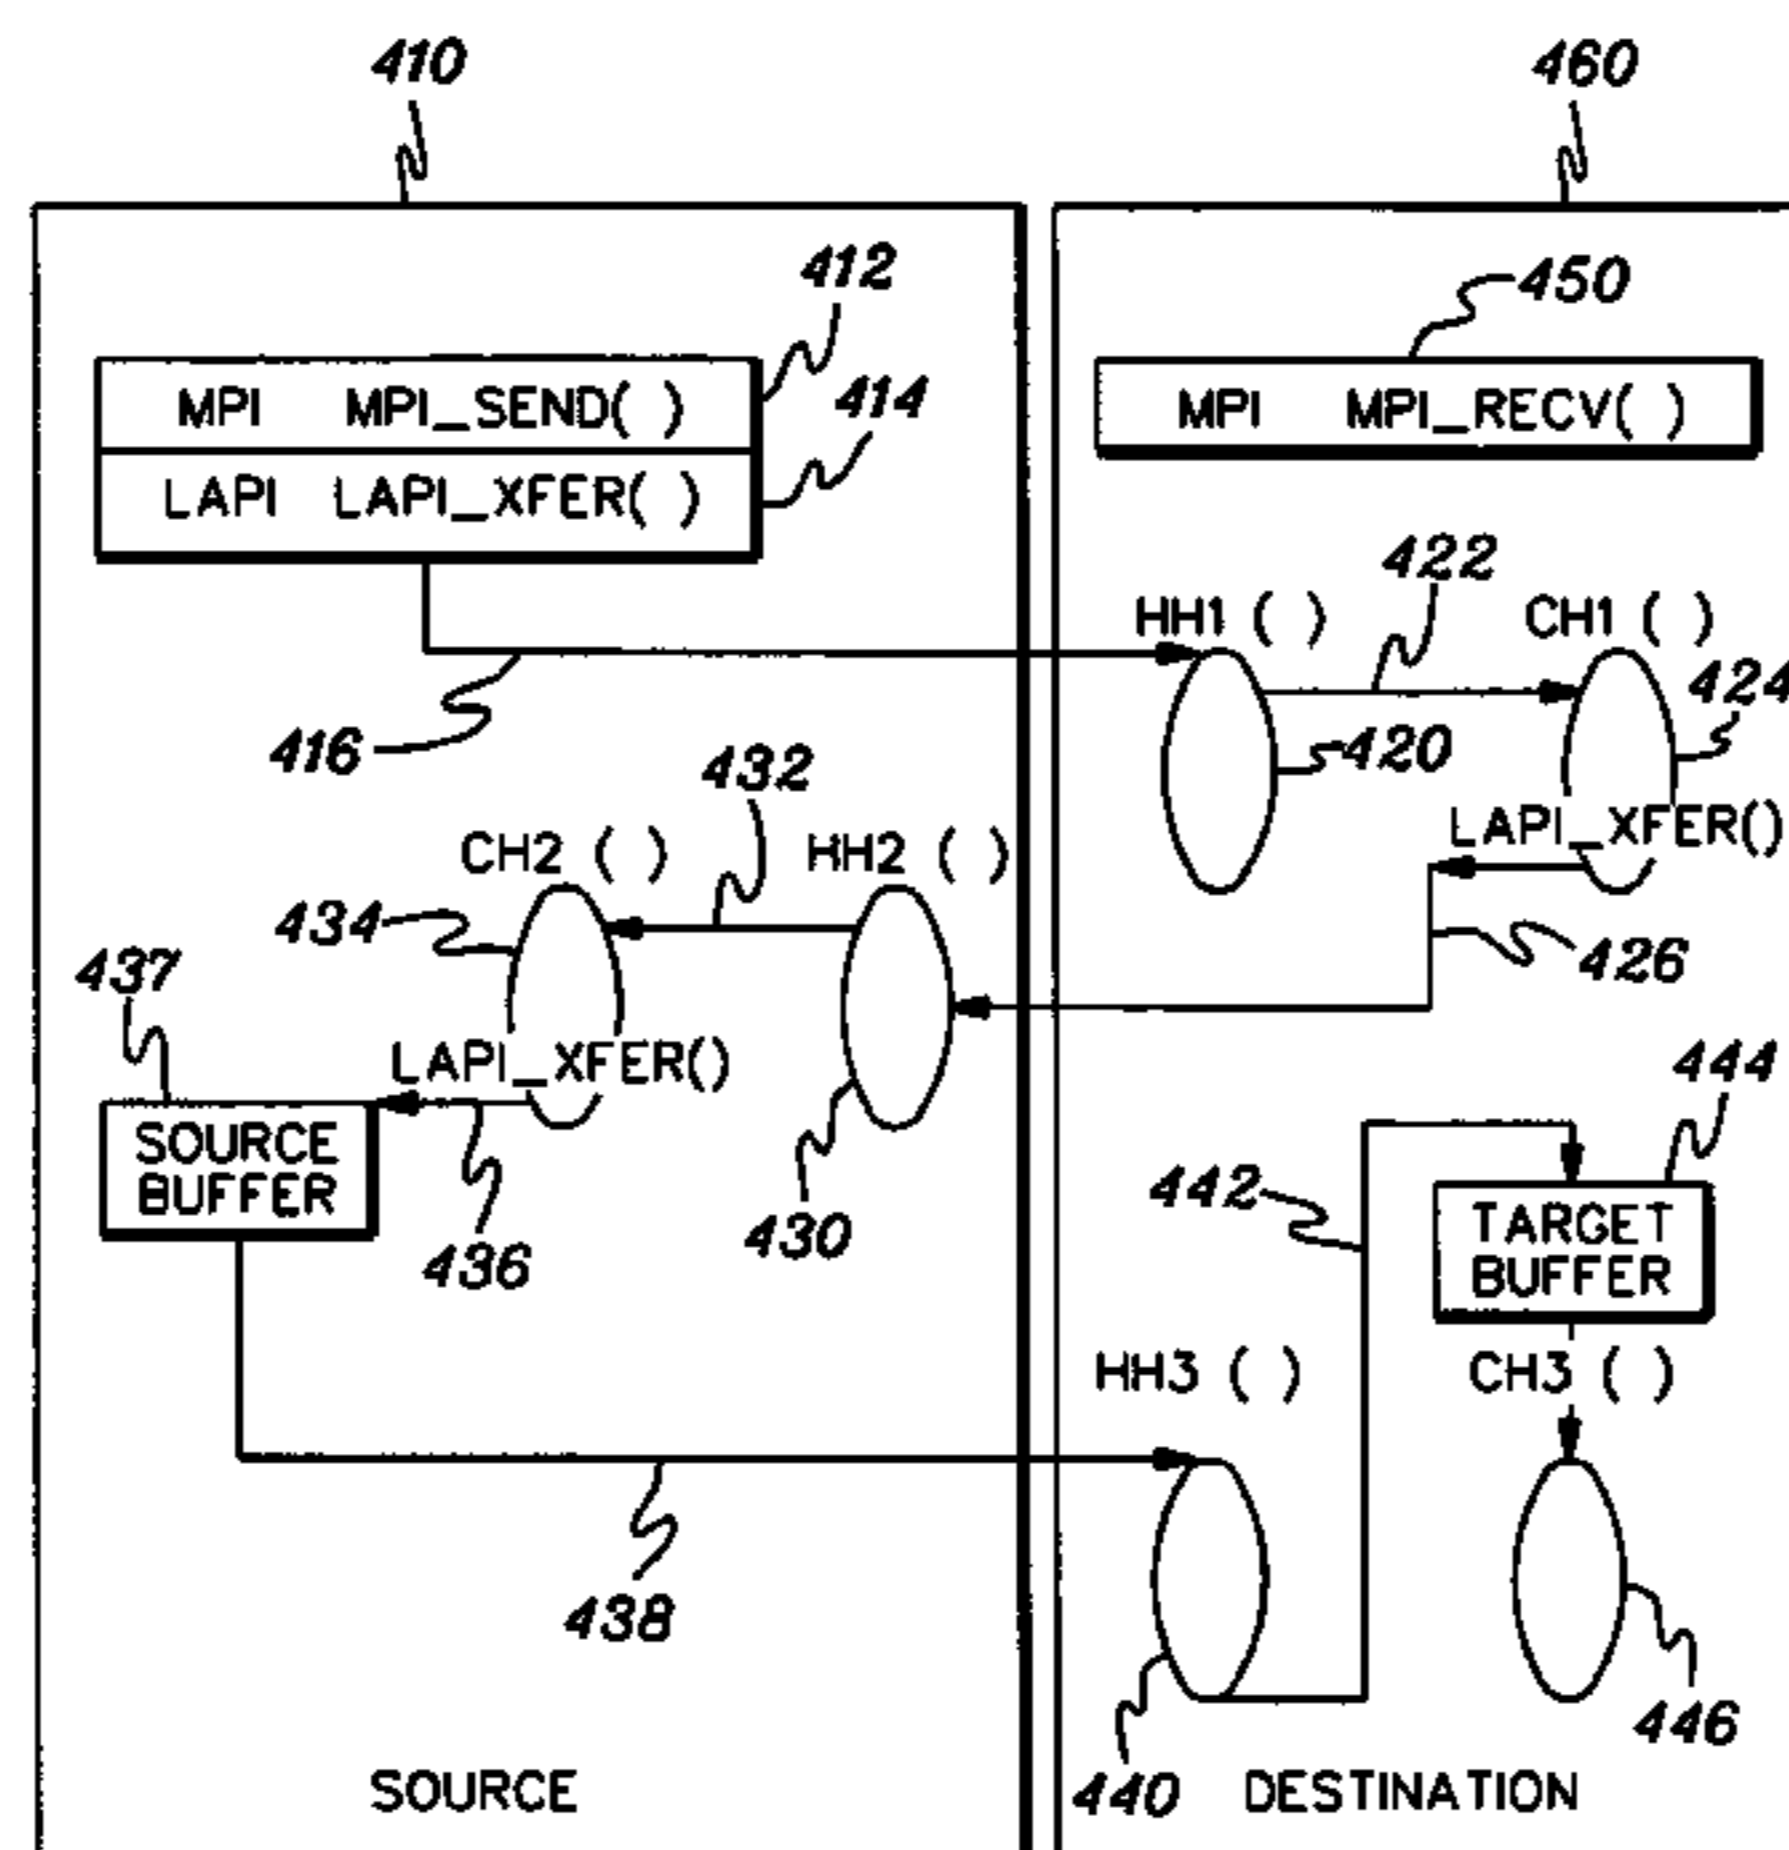 410
460
412
450
MPI MPI_SEND( )
414
MPI MPI_RECV( )
LAPI LAPI_XFER( )
422
HH1 ( )
CH1 ( )
424
416
420
432
LAPI_XFER()
CH2 ( )
HH2 ( )
434
426
437
LAPI_XFER()
444
SOURCE
BUFFER
442
430
436
TARGET
BUFFER
HH3 ( )
CH3 ( )
438
446
440
SOURCE
DESTINATION